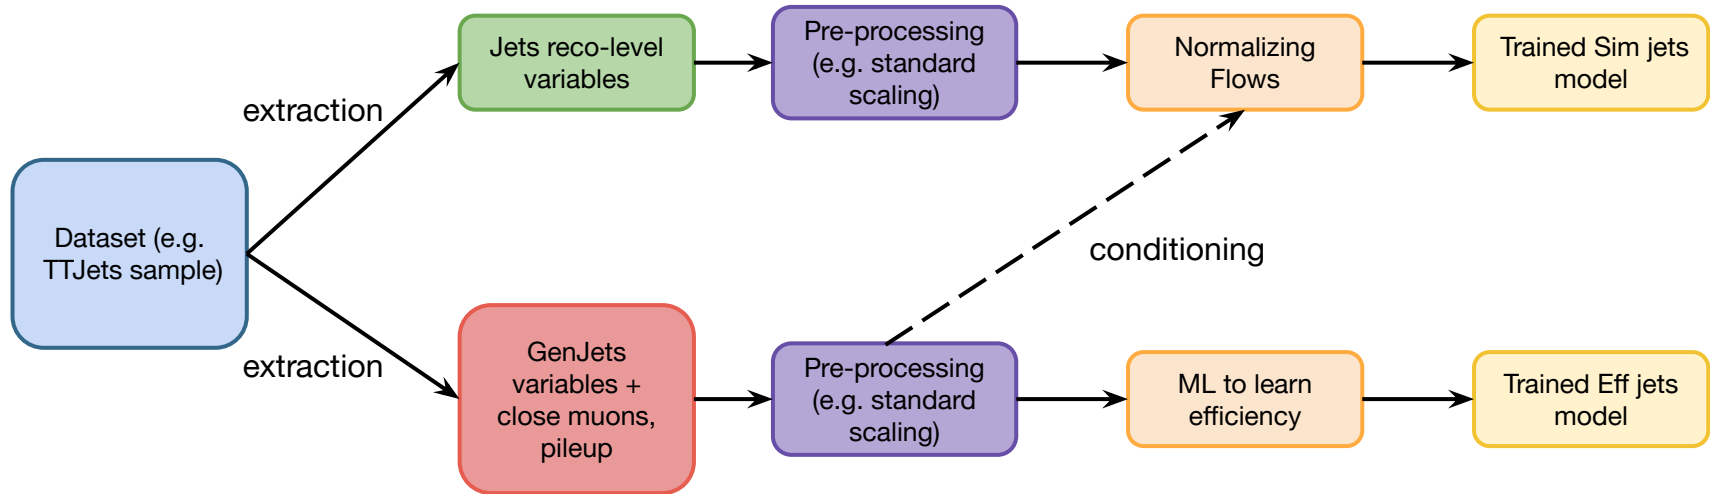 Jets reco-level
variables
Pre-processing
(e.g. standard
scaling)
Normalizing
Flows
Trained Sim jets
model
extraction
Dataset (e.g.
TTJets sample)
conditioning
extraction
GenJets
variables +
close muons,
pileup
Pre-processing
(e.g. standard
scaling)
ML to learn
efficiency
Trained Eff jets
model